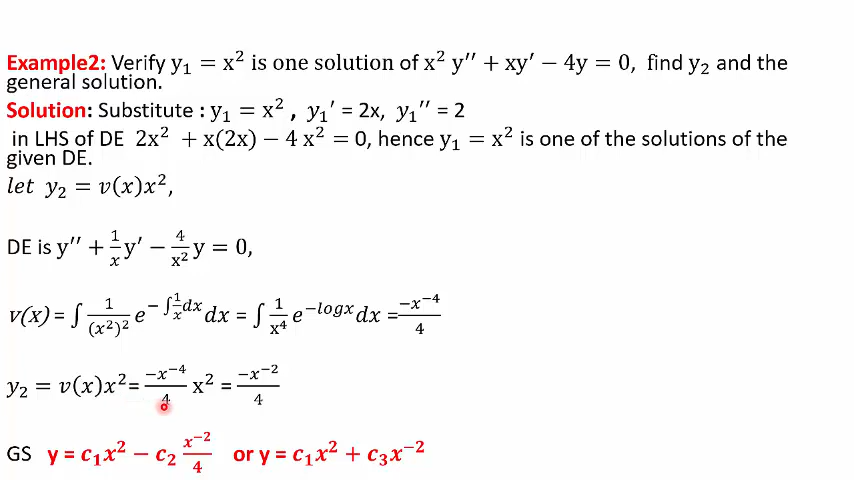 Example2: Verify y₁ = x² is one solution of x² y′′ + xy′ − 4y = 0, find y₂ and the
general solution.
Solution: Substitute : y₁ = x² , y₁′ = 2x, y₁′′ = 2
in LHS of DE 2x² + x(2x) − 4 x² = 0, hence y₁ = x² is one of the solutions of the
given DE.
let y₂ = v(x)x²,
DE is y′′ + 1/x y′ − 4/x² y = 0,
v(x) = ∫ 1/(x²)² e^(− ∫ 1/x dx) dx = ∫ 1/x⁴ e^(−logx) dx = −x⁻⁴/4
y₂ = v(x)x² = −x⁻⁴/4 x² = −x⁻²/4
GS y = c₁x² − c₂ x⁻²/4 or y = c₁x² + c₃x⁻²